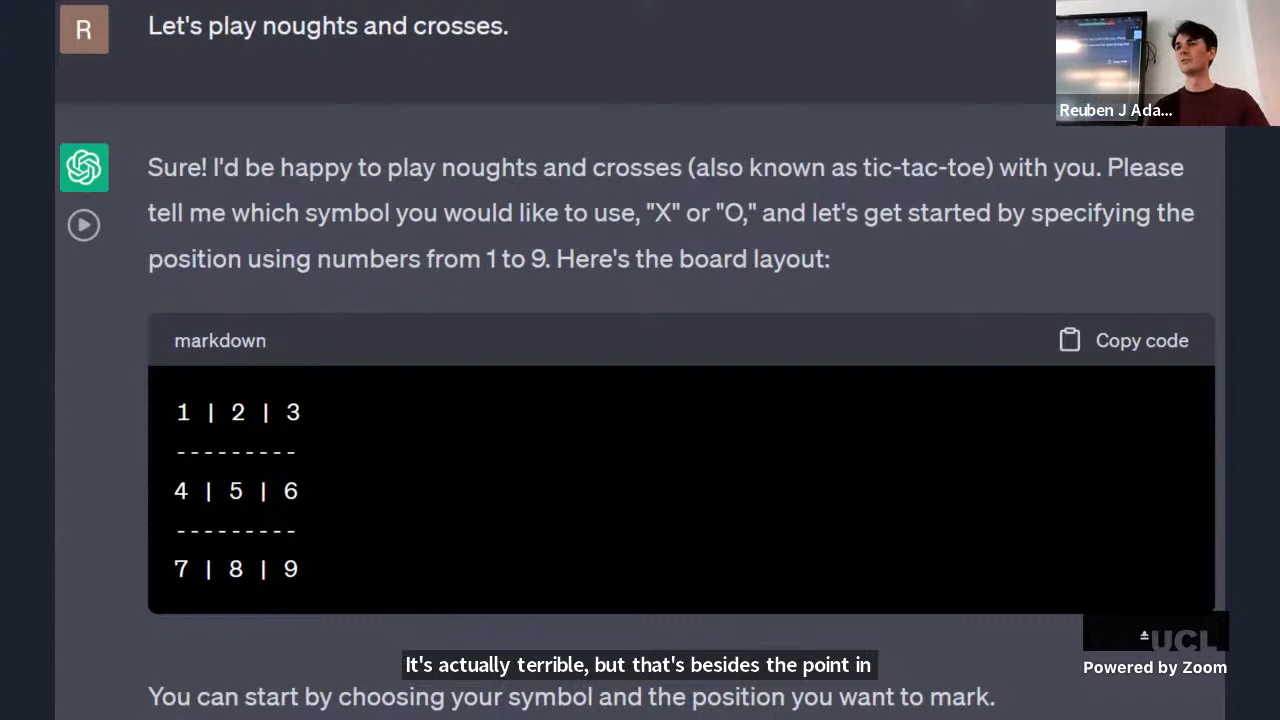 R
Let's play noughts and crosses.
Reuben J Ada...
Sure! I'd be happy to play noughts and crosses (also known as tic-tac-toe) with you. Please
tell me which symbol you would like to use, "X" or "O," and let's get started by specifying the
position using numbers from 1 to 9. Here's the board layout:
markdown
Copy code
1 | 2 | 3
---------
4 | 5 | 6
---------
7 | 8 | 9
UCL
It's actually terrible, but that's besides the point in
Powered by Zoom
You can start by choosing your symbol and the position you want to mark.